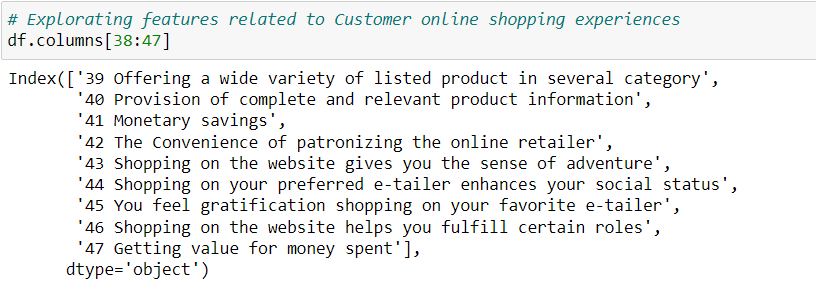 # Explorating features related to Customer online shopping experiences
df.columns[38:47]
Index(['39 Offering a wide variety of listed product in several category',
'40 Provision of complete and relevant product information',
'41 Monetary savings',
'42 The Convenience of patronizing the online retailer',
'43 Shopping on the website gives you the sense of adventure',
'44 Shopping on your preferred e-tailer enhances your social status',
'45 You feel gratification shopping on your favorite e-tailer',
'46 Shopping on the website helps you fulfill certain roles',
'47 Getting value for money spent'],
dtype='object')